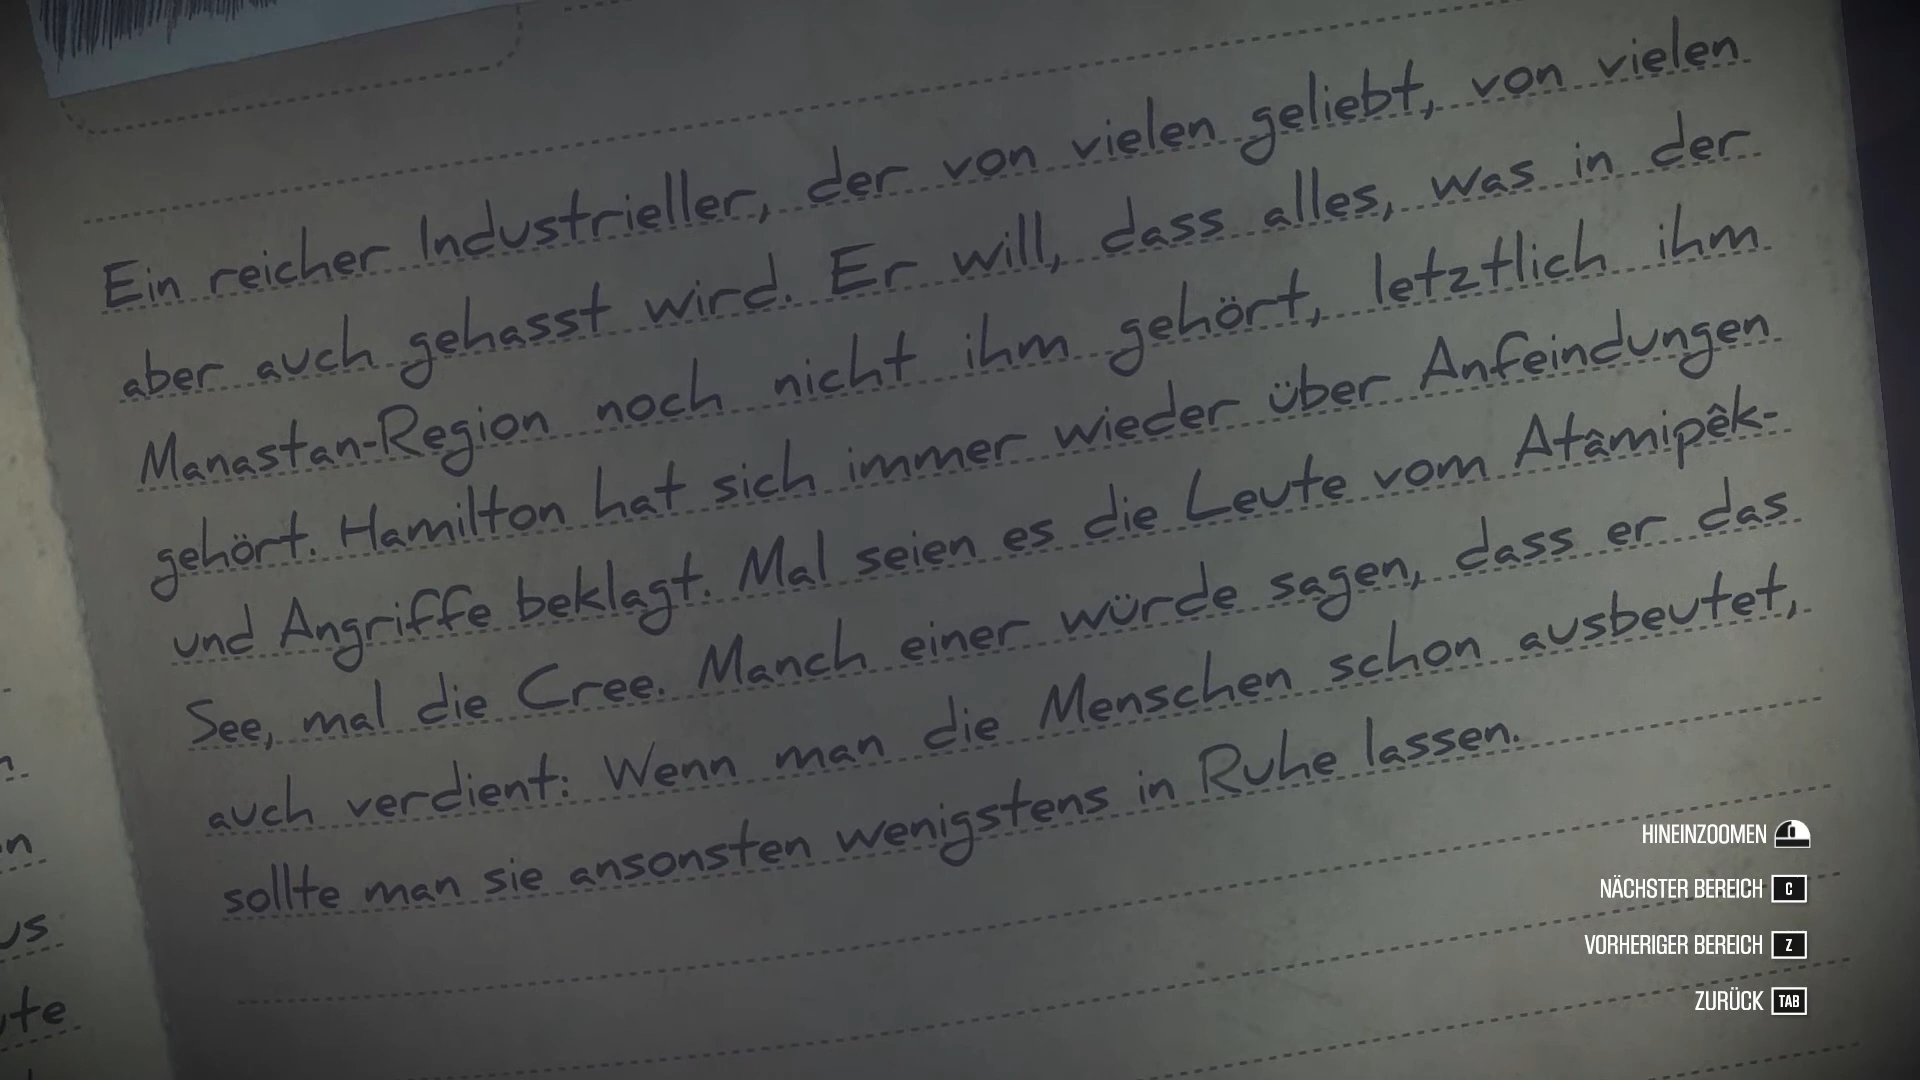 Ein reicher Industrieller, der von vielen geliebt, von vielen
aber auch gehasst wird. Er will, dass alles, was in der
Manastan-Region noch nicht ihm gehört, letztlich ihm
gehört. Hamilton hat sich immer wieder über Anfeindungen
und Angriffe beklagt. Mal seien es die Leute vom Atâmipêk-
See, mal die Cree. Manch einer würde sagen, dass er das
auch verdient: Wenn man die Menschen schon ausbeutet,
sollte man sie ansonsten wenigstens in Ruhe lassen.
HINEINZOOMEN
NÄCHSTER BEREICH C
VORHERIGER BEREICH Z
ZURÜCK TAB